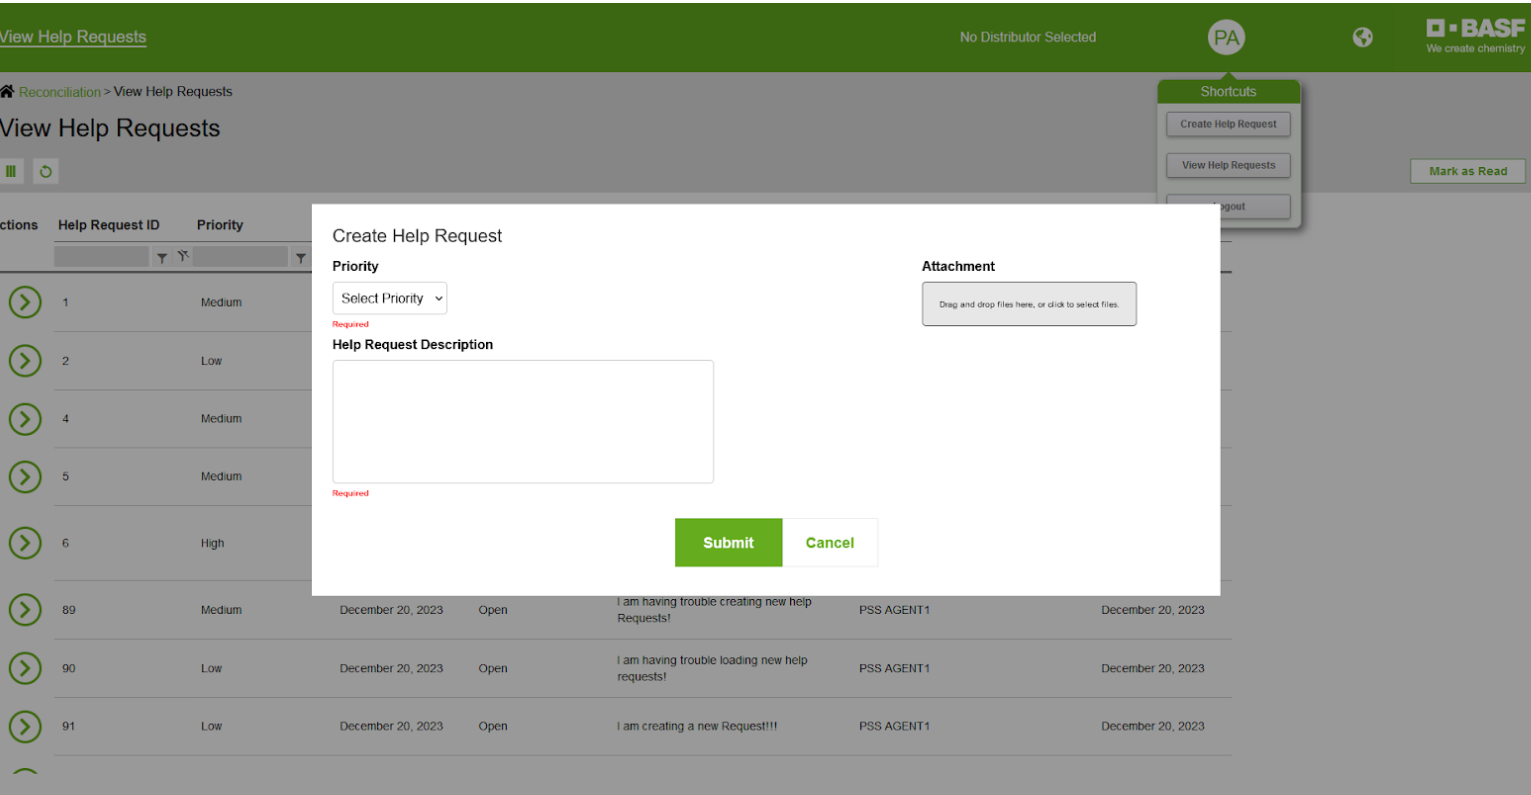 View Help Requests
No Distributor Selected
PA
BASF
We create chemistry
Reconciliation > View Help Requests
Shortcuts
Create Help Request
View Help Requests
View Help Requests
Mark as Read
Help Request ID Priority
Create Help Request
Priority
Attachment
Select Priority
Drag and drop files here, or click to select files.
Required
Help Request Description
Required
Submit Cancel
1 Medium
2 Low
4 Medium
5 Medium
6 High
89 Medium December 20, 2023 Open I am having trouble creating new help PSS AGENT1 December 20, 2023
Requests!
90 Low December 20, 2023 Open I am having trouble loading new help PSS AGENT1 December 20, 2023
requests!
91 Low December 20, 2023 Open I am creating a new Request!!! PSS AGENT1 December 20, 2023